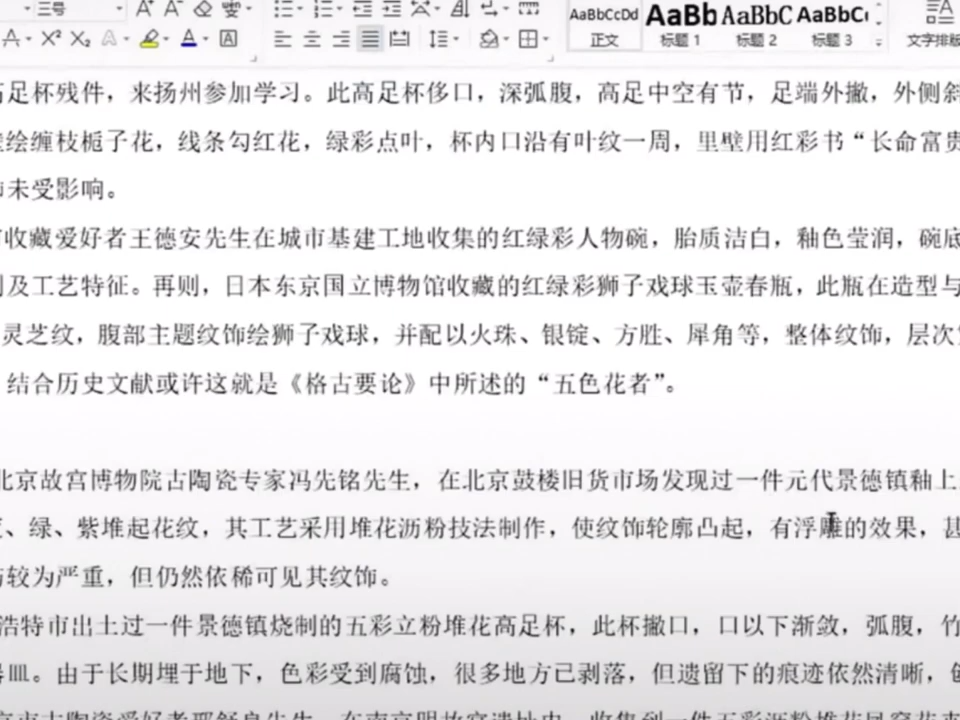 三号
AaBbCcDd AaBb AaBbC AaBbCı
正文 标题 1 标题 2 标题 3 文字排版
高足杯残件，来扬州参加学习。此高足杯侈口，深弧腹，高足中空有节，足端外撇，外侧斜
绘缠枝栀子花，线条勾红花，绿彩点叶，杯内口沿有叶纹一周，里壁用红彩书“长命富贵
未受影响。
收藏爱好者王德安先生在城市基建工地收集的红绿彩人物碗，胎质洁白，釉色莹润，碗底
及工艺特征。再则，日本东京国立博物馆收藏的红绿彩狮子戏球玉壶春瓶，此瓶在造型与
灵芝纹，腹部主题纹饰绘狮子戏球，并配以火珠、银锭、方胜、犀角等，整体纹饰，层次
结合历史文献或许这就是《格古要论》中所述的“五色花者”。
北京故宫博物院古陶瓷专家冯先铭先生，在北京鼓楼旧货市场发现过一件元代景德镇釉上
、绿、紫堆起花纹，其工艺采用堆花沥粉技法制作，使纹饰轮廓凸起，有浮雕的效果，甚
较为严重，但仍然依稀可见其纹饰。
浩特市出土过一件景德镇烧制的五彩立粉堆花高足杯，此杯撇口，口以下渐敛，弧腹，竹
器皿。由于长期埋于地下，色彩受到腐蚀，很多地方已剥落，但遗留下的痕迹依然清晰，